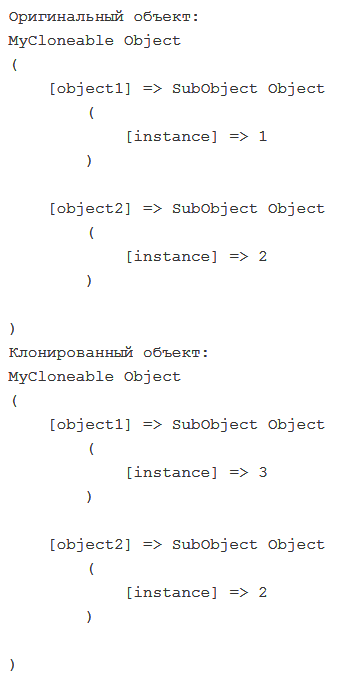 Оригинальный объект:
MyCloneable Object
(
    [object1] => SubObject Object
        (
            [instance] => 1
        )

    [object2] => SubObject Object
        (
            [instance] => 2
        )

)
Клонированный объект:
MyCloneable Object
(
    [object1] => SubObject Object
        (
            [instance] => 3
        )

    [object2] => SubObject Object
        (
            [instance] => 2
        )

)